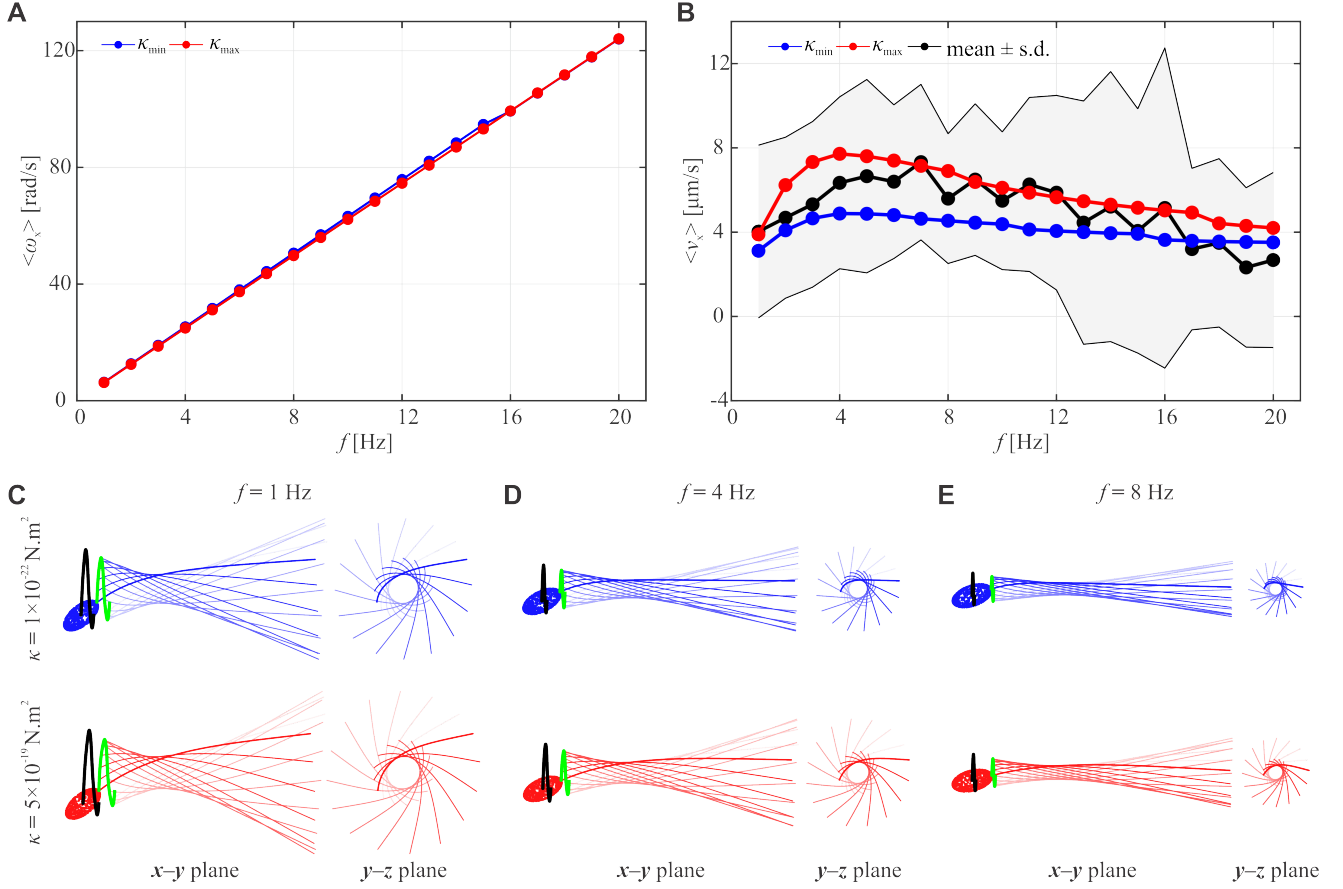 A
κmin κmax
<ωx> [rad/s]
120
80
40
0
0 4 8 12 16 20
f [Hz]
B
κmin κmax mean ± s.d.
<vx> [μm/s]
12
8
4
0
-4
0 4 8 12 16 20
f [Hz]
C f = 1 Hz
D f = 4 Hz
E f = 8 Hz
κ = 1×10⁻²² N.m²
κ = 5×10⁻¹⁹ N.m²
x–y plane y–z plane x–y plane y–z plane x–y plane y–z plane